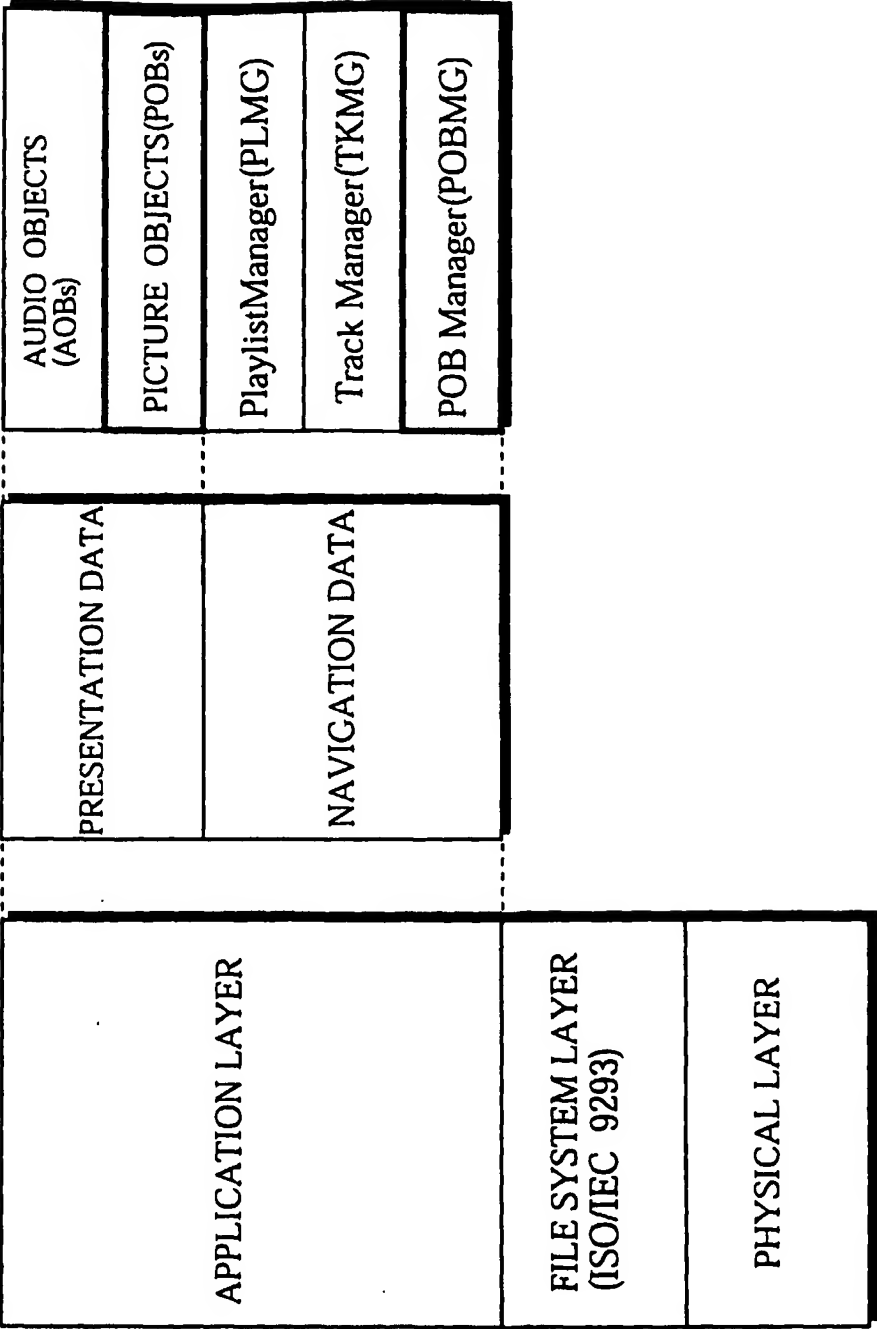 APPLICATION LAYER
FILE SYSTEM LAYER
(ISO/IEC 9293)
PHYSICAL LAYER
PRESENTATION DATA
NAVIGATION DATA
AUDIO OBJECTS
(AOBs)
PICTURE OBJECTS(POBs)
PlaylistManager(PLMG)
Track Manager(TKMG)
POB Manager(POBMG)